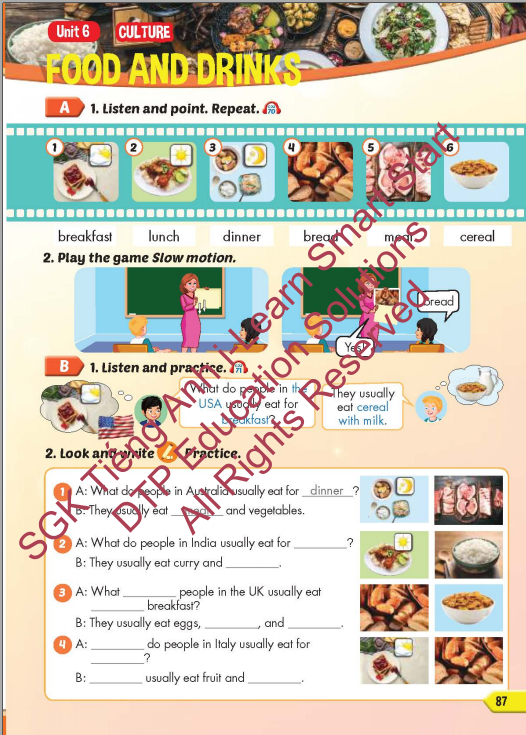 Unit 6 CULTURE
FOOD AND DRINKS
A 1. Listen and point. Repeat.
1 2 3 4 5 6
breakfast lunch dinner bread meat cereal
2. Play the game Slow motion.
bread
Yes!
B 1. Listen and practice.
What do people in the
USA usually eat for
breakfast?
They usually
eat cereal
with milk.
2. Look and write. Practice.
1 A: What do people in Australia usually eat for dinner?
B: They usually eat meat and vegetables.
2 A: What do people in India usually eat for ________?
B: They usually eat curry and ________.
3 A: What ________ people in the UK usually eat
________ breakfast?
B: They usually eat eggs, ________, and ________.
4 A: ________ do people in Italy usually eat for
________?
B: ________ usually eat fruit and ________.
87
SGK Tiếng Anh i-Learn Smart Start
DTP Education Solutions
All Rights Reserved